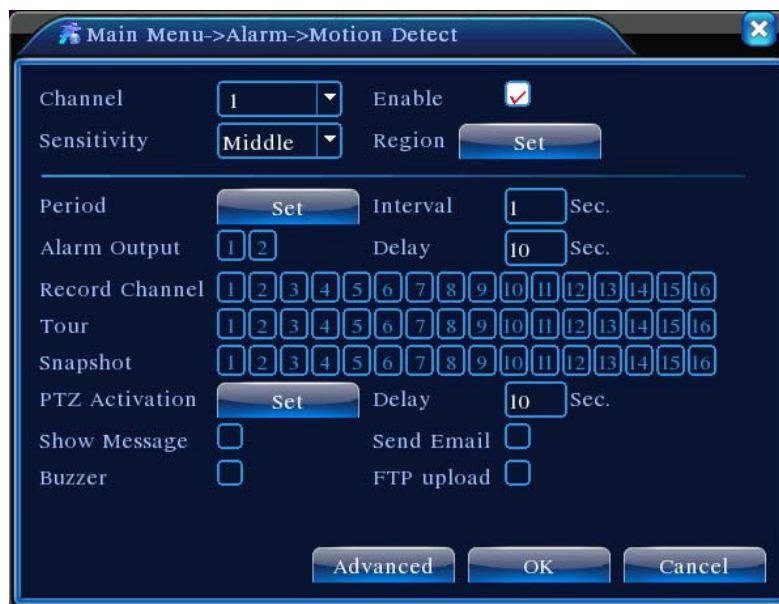 Main Menu->Alarm->Motion Detect
Channel 1 Enable
Sensitivity Middle Region Set
Period Set Interval 1 Sec.
Alarm Output 1 2 Delay 10 Sec.
Record Channel 1 2 3 4 5 6 7 8 9 10 11 12 13 14 15 16
Tour 1 2 3 4 5 6 7 8 9 10 11 12 13 14 15 16
Snapshot 1 2 3 4 5 6 7 8 9 10 11 12 13 14 15 16
PTZ Activation Set Delay 10 Sec.
Show Message Send Email
Buzzer FTP upload
Advanced OK Cancel